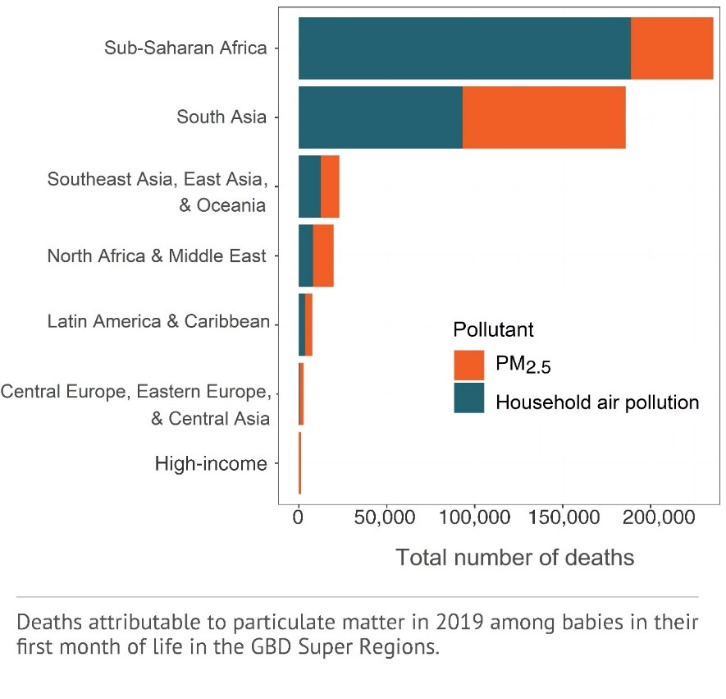 Sub-Saharan Africa
South Asia
Southeast Asia, East Asia,
& Oceania
North Africa & Middle East
Latin America & Caribbean
Central Europe, Eastern Europe,
& Central Asia
High-income
Pollutant
PM2.5
Household air pollution
0 50,000 100,000 150,000 200,000
Total number of deaths
Deaths attributable to particulate matter in 2019 among babies in their
first month of life in the GBD Super Regions.